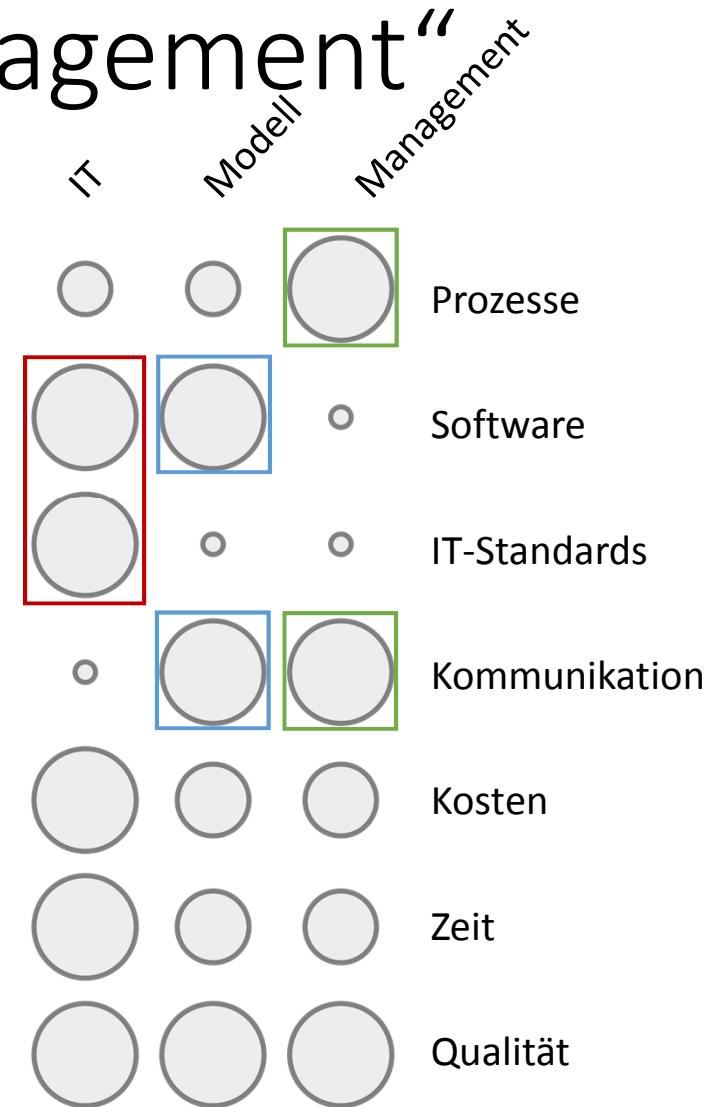 agement“
IT
Modell
Management
Prozesse
Software
IT-Standards
Kommunikation
Kosten
Zeit
Qualität